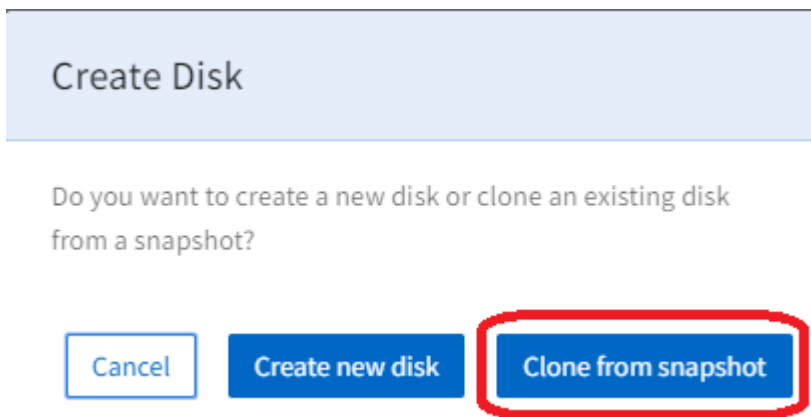 Create Disk
Do you want to create a new disk or clone an existing disk
from a snapshot?
Cancel Create new disk Clone from snapshot